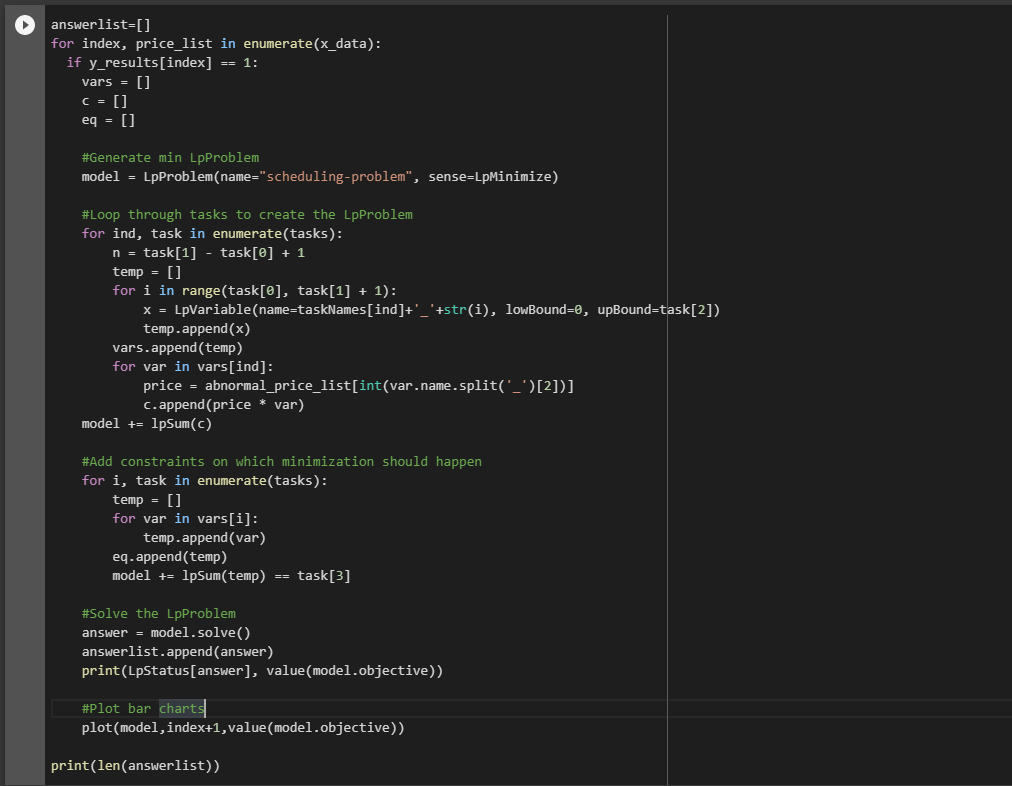 answerlist=[]
for index, price_list in enumerate(x_data):
  if y_results[index] == 1:
    vars = []
    c = []
    eq = []

    #Generate min LpProblem
    model = LpProblem(name="scheduling-problem", sense=LpMinimize)

    #Loop through tasks to create the LpProblem
    for ind, task in enumerate(tasks):
        n = task[1] - task[0] + 1
        temp = []
        for i in range(task[0], task[1] + 1):
            x = LpVariable(name=taskNames[ind]+'_'+str(i), lowBound=0, upBound=task[2])
            temp.append(x)
        vars.append(temp)
        for var in vars[ind]:
            price = abnormal_price_list[int(var.name.split('_')[2])]
            c.append(price * var)
    model += lpSum(c)

    #Add constraints on which minimization should happen
    for i, task in enumerate(tasks):
        temp = []
        for var in vars[i]:
            temp.append(var)
        eq.append(temp)
        model += lpSum(temp) == task[3]

    #Solve the LpProblem
    answer = model.solve()
    answerlist.append(answer)
    print(LpStatus[answer], value(model.objective))

    #Plot bar charts
    plot(model,index+1,value(model.objective))

print(len(answerlist))